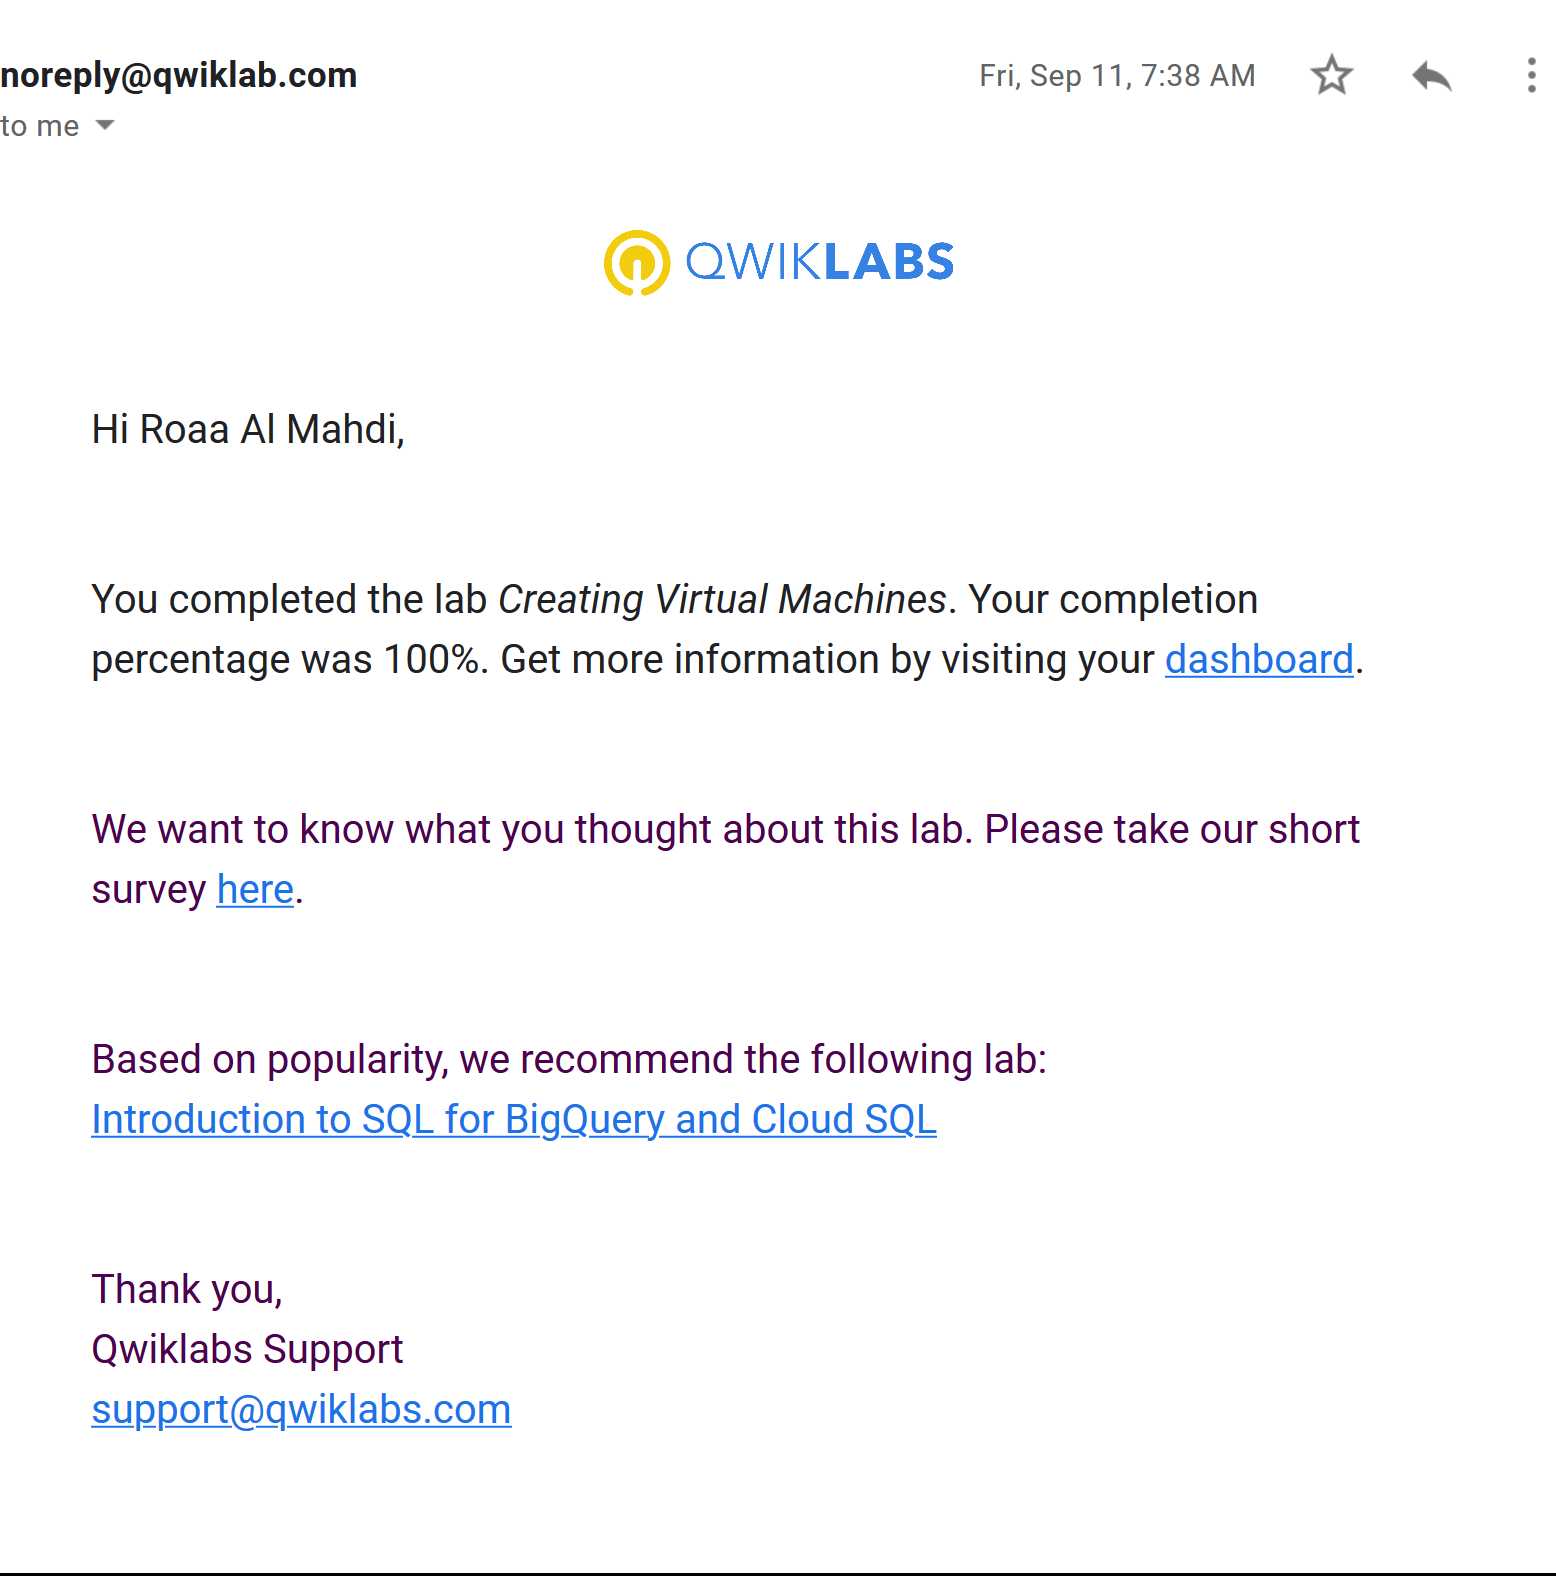 noreply@qwiklab.com
Fri, Sep 11, 7:38 AM
to me
QWIKLABS
Hi Roaa Al Mahdi,
You completed the lab Creating Virtual Machines. Your completion
percentage was 100%. Get more information by visiting your dashboard.
We want to know what you thought about this lab. Please take our short
survey here.
Based on popularity, we recommend the following lab:
Introduction to SQL for BigQuery and Cloud SQL
Thank you,
Qwiklabs Support
support@qwiklabs.com